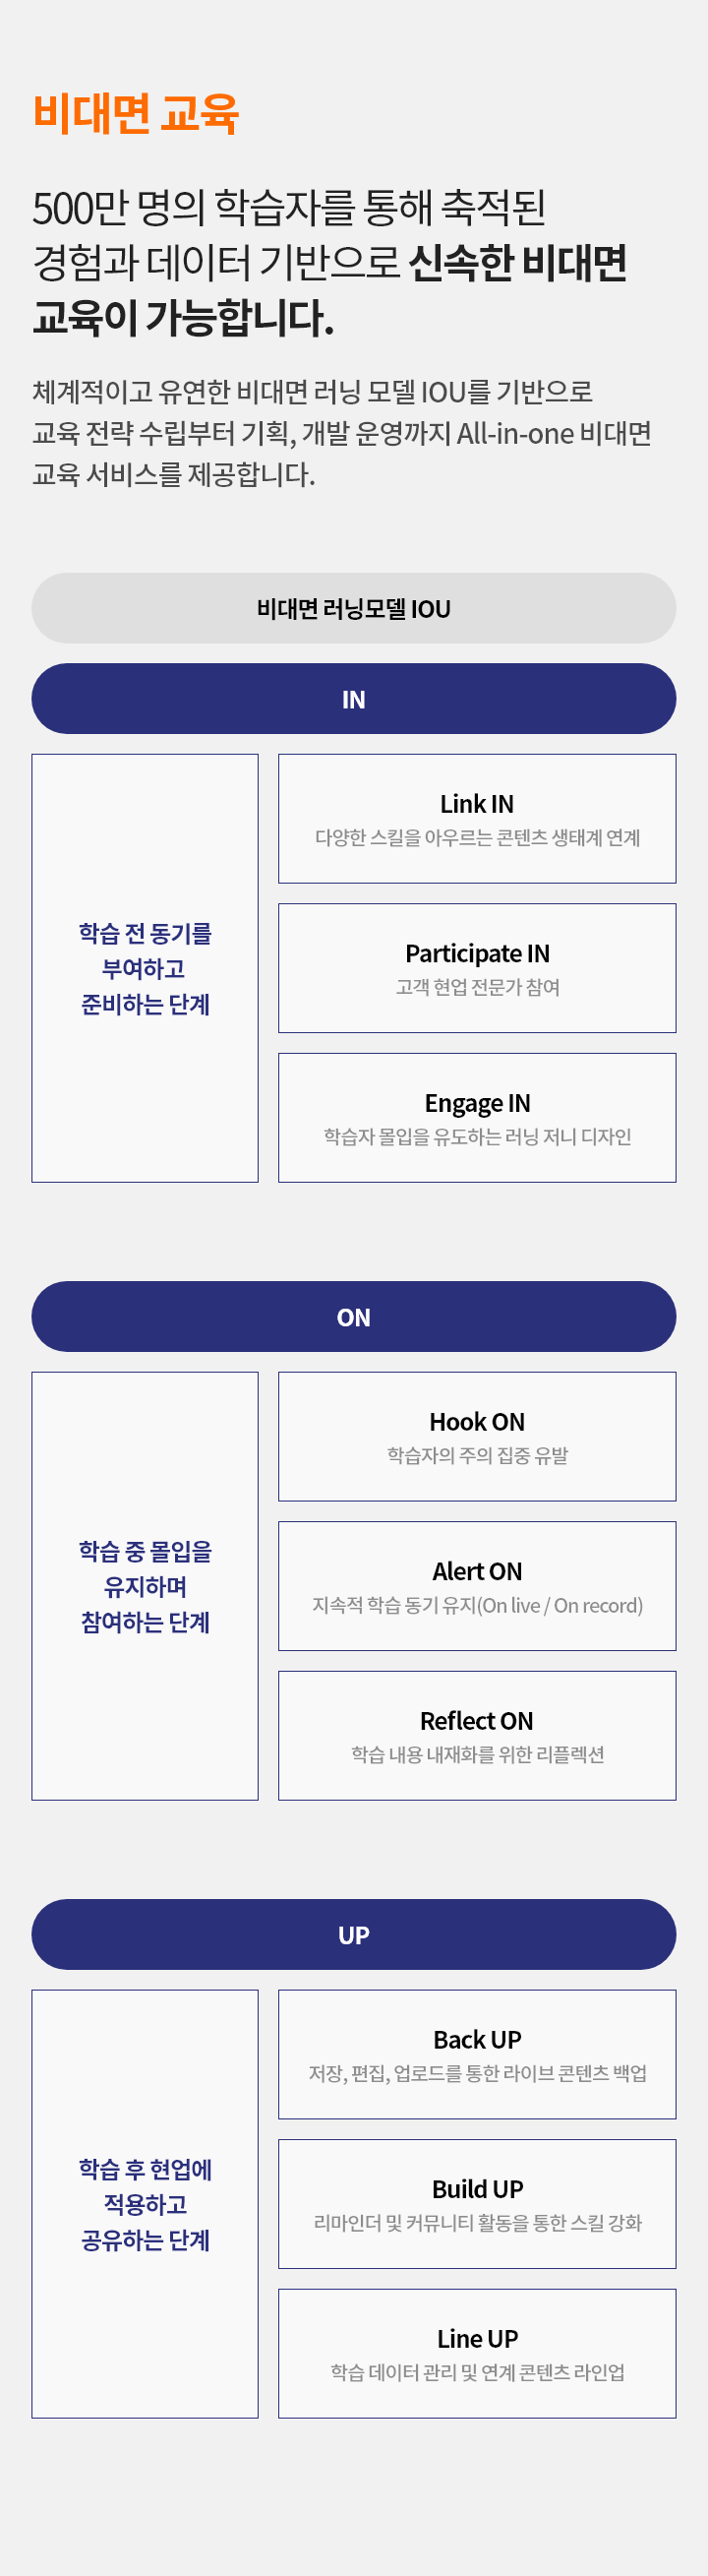 비대면 교육
500만 명의 학습자를 통해 축적된
경험과 데이터 기반으로 신속한 비대면
교육이 가능합니다.
체계적이고 유연한 비대면 러닝 모델 IOU를 기반으로
교육 전략 수립부터 기획, 개발 운영까지 All-in-one 비대면
교육 서비스를 제공합니다.
비대면 러닝모델 IOU
IN
학습 전 동기를
부여하고
준비하는 단계
Link IN
다양한 스킬을 아우르는 콘텐츠 생태계 연계
Participate IN
고객 현업 전문가 참여
Engage IN
학습자 몰입을 유도하는 러닝 저니 디자인
ON
학습 중 몰입을
유지하며
참여하는 단계
Hook ON
학습자의 주의 집중 유발
Alert ON
지속적 학습 동기 유지(On live / On record)
Reflect ON
학습 내용 내재화를 위한 리플렉션
UP
학습 후 현업에
적용하고
공유하는 단계
Back UP
저장, 편집, 업로드를 통한 라이브 콘텐츠 백업
Build UP
리마인더 및 커뮤니티 활동을 통한 스킬 강화
Line UP
학습 데이터 관리 및 연계 콘텐츠 라인업